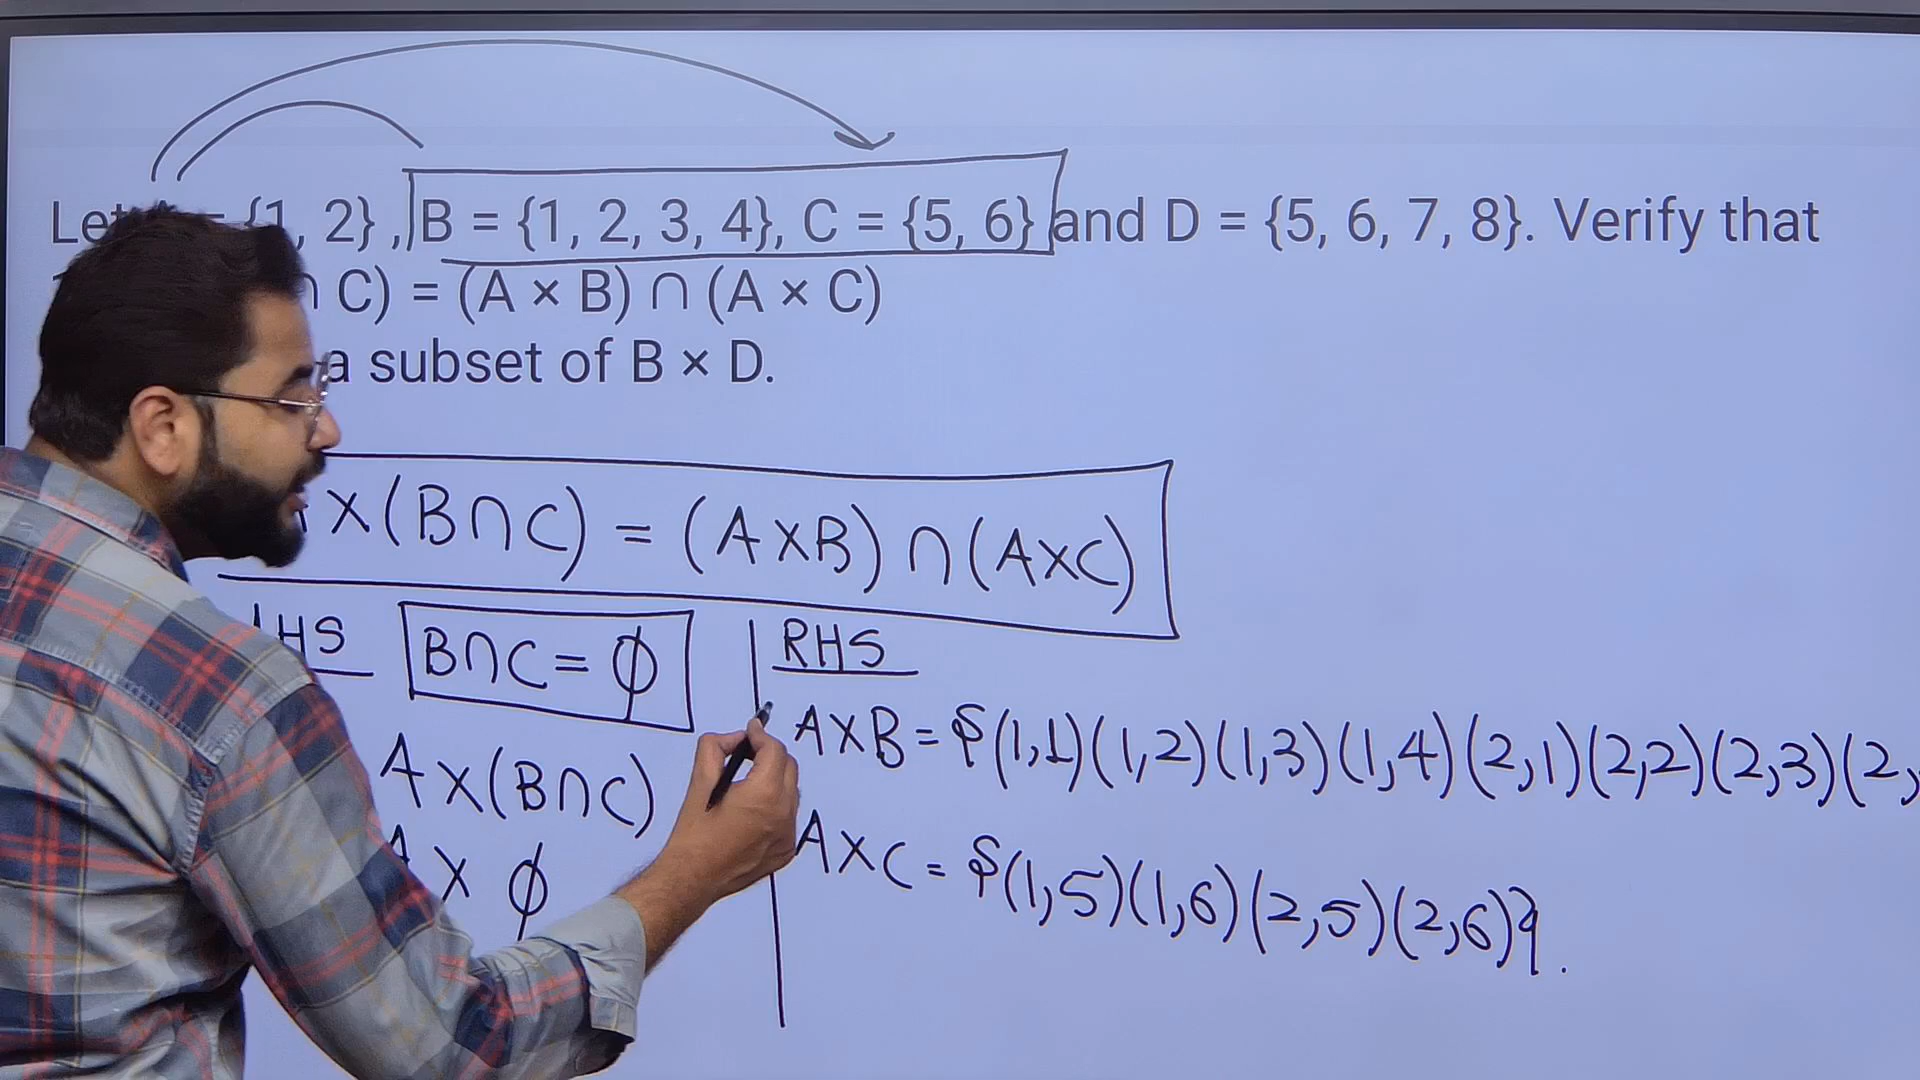 Let = {1, 2}, B = {1, 2, 3, 4}, C = {5, 6} and D = {5, 6, 7, 8}. Verify that
∩ C) = (A × B) ∩ (A × C)
a subset of B × D.
A × (B∩C) = (A×B) ∩ (A×C)
LHS B∩C = φ
A × (B∩C)
A × φ
RHS
A×B = {(1,1)(1,2)(1,3)(1,4)(2,1)(2,2)(2,3)(2,
A×C = {(1,5)(1,6)(2,5)(2,6)}.